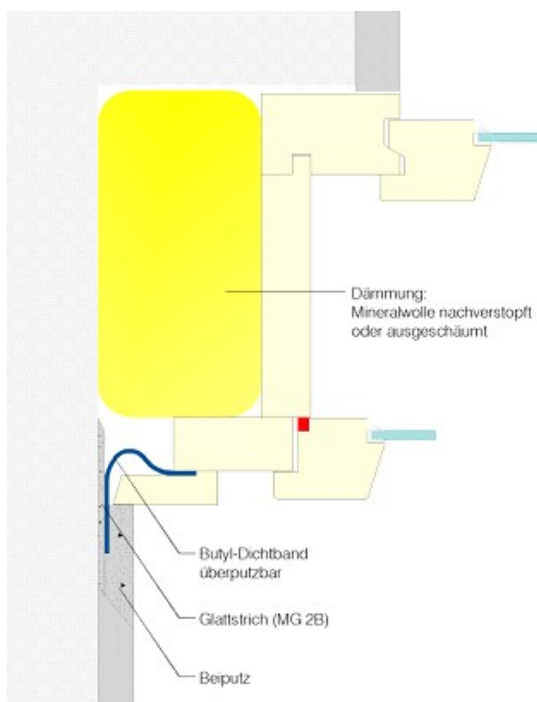 Dämmung:
Mineralwolle nachverstopft
oder ausgeschäumt
Butyl-Dichtband
überputzbar
Glattstrich (MG 2B)
Beiputz